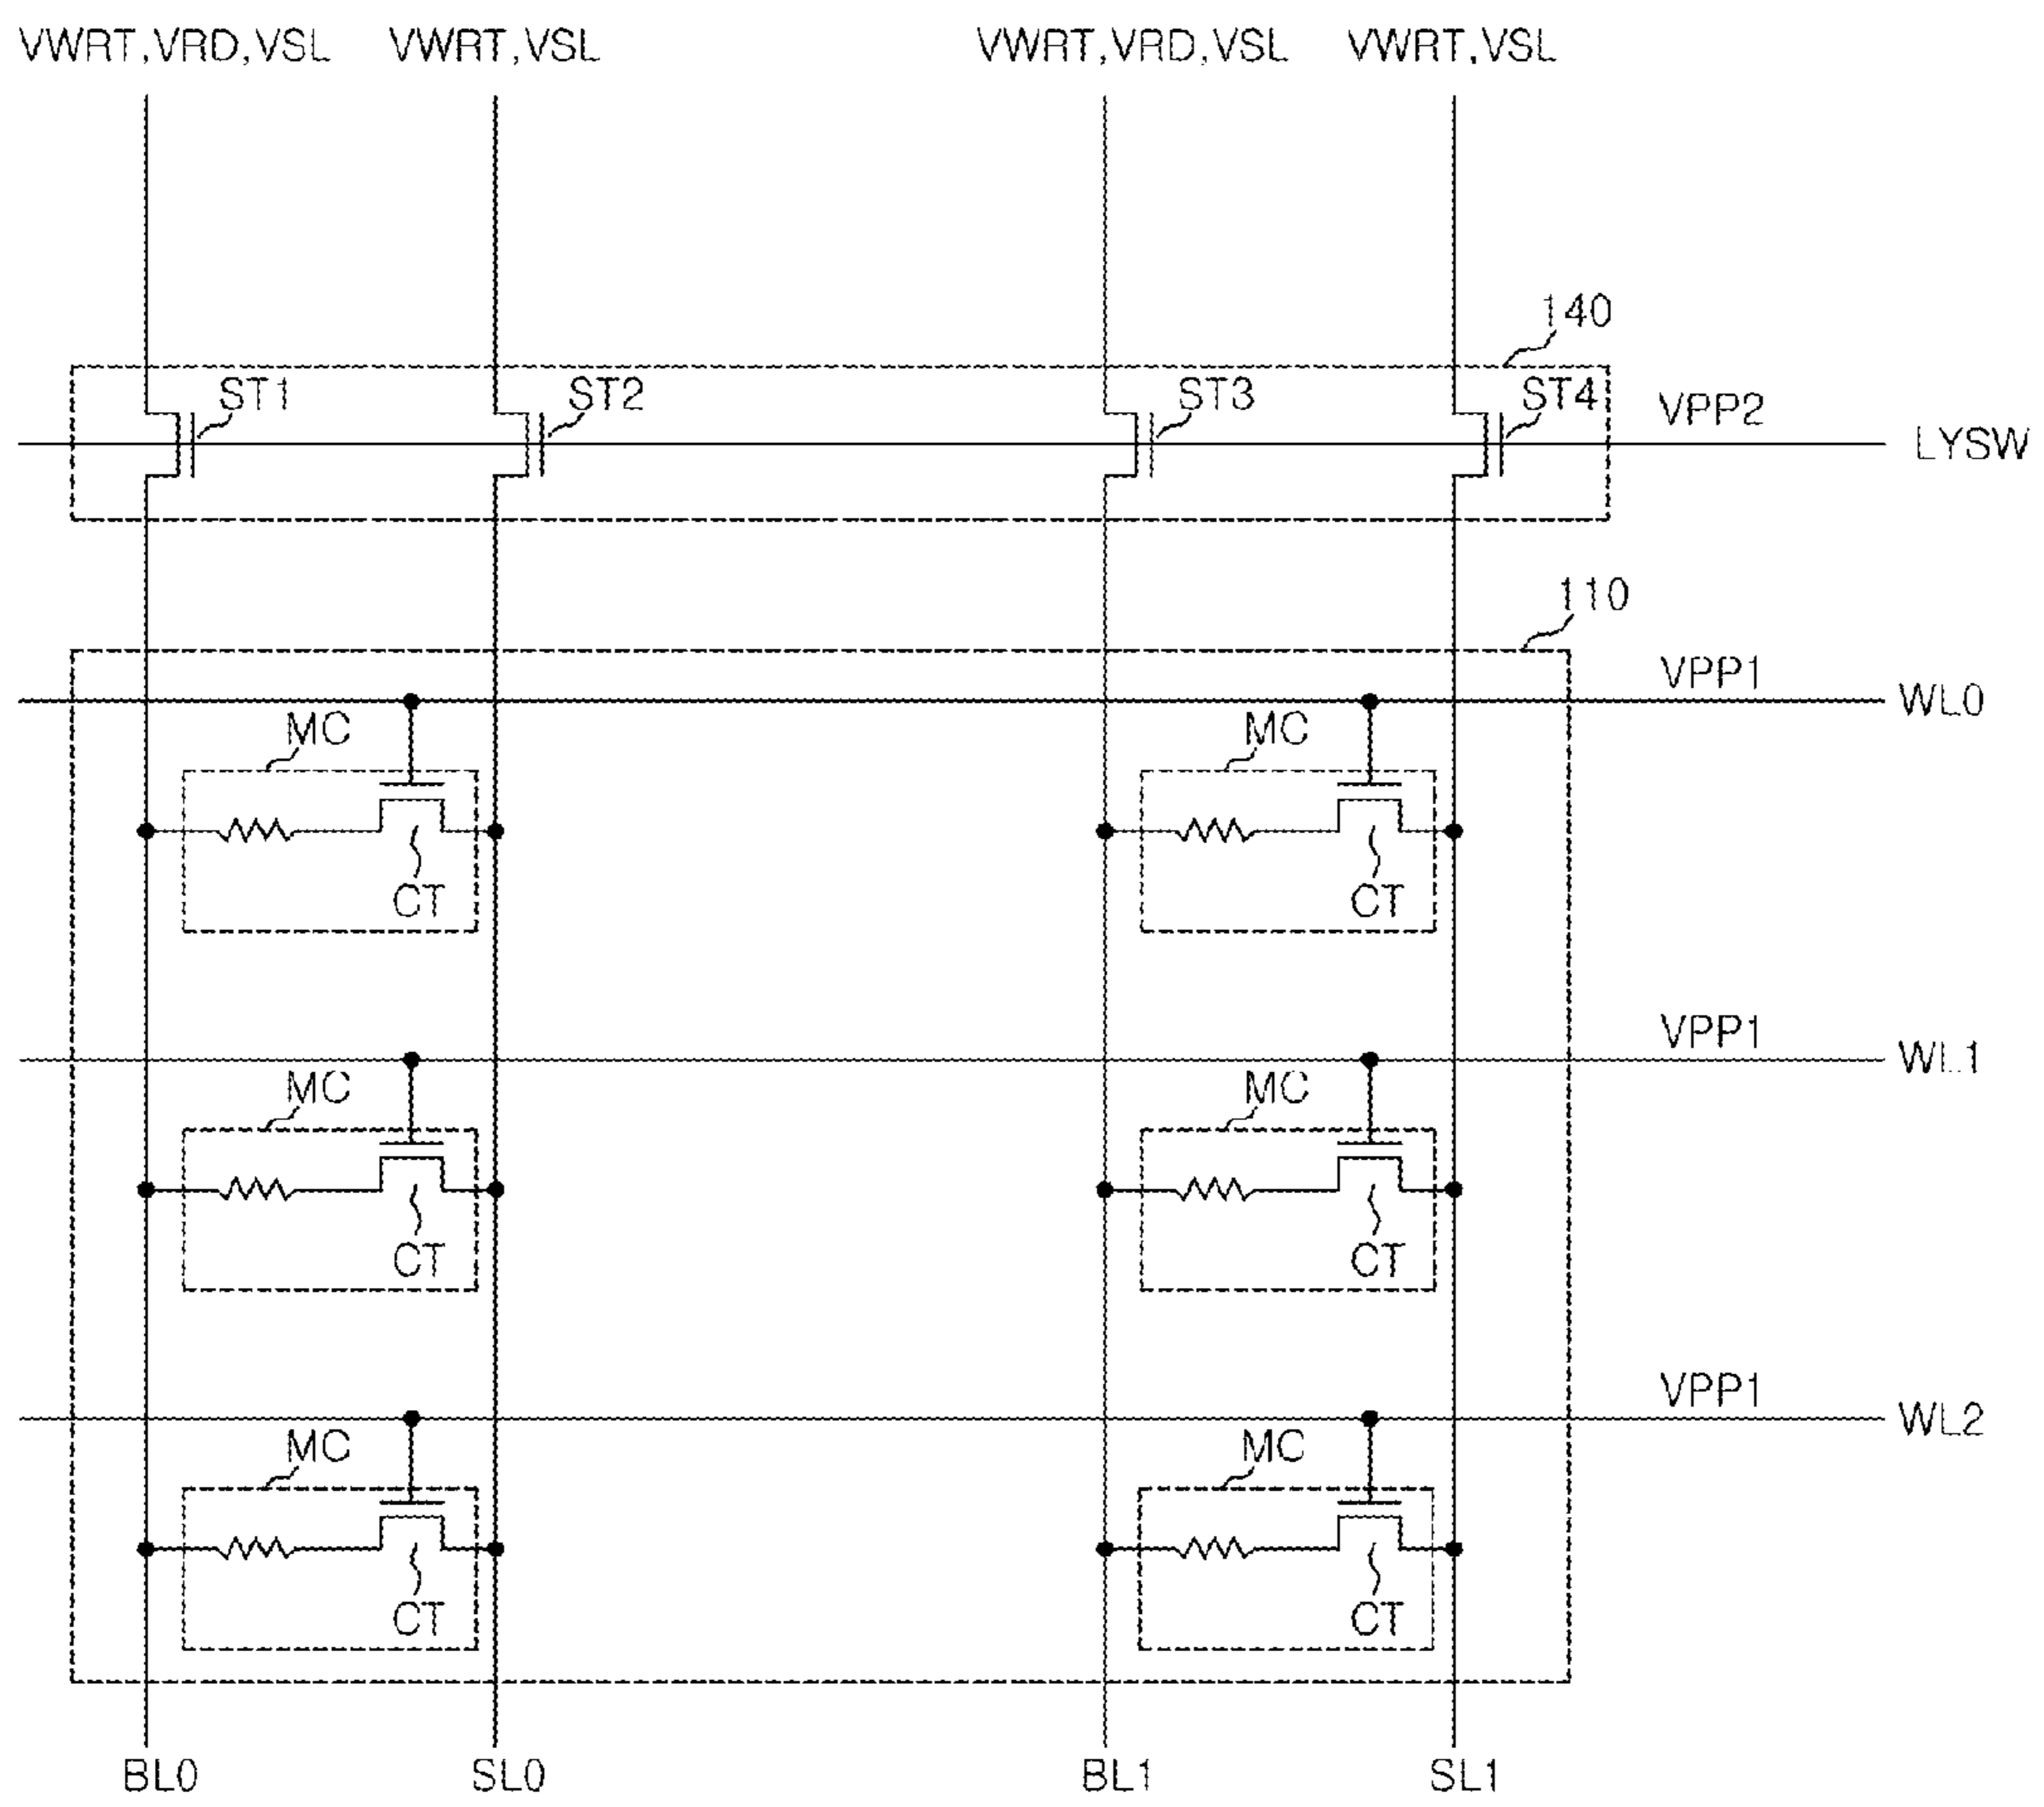 VWRT,VRD,VSL VWRT,VSL VWRT,VRD,VSL VWRT,VSL
140
ST1 ST2 ST3 ST4 VPP2
LYSW
110
VPP1
WL0
MC MC
CT CT
VPP1
WL1
MC MC
CT CT
VPP1
WL2
MC MC
CT CT
BL0 SL0 BL1 SL1